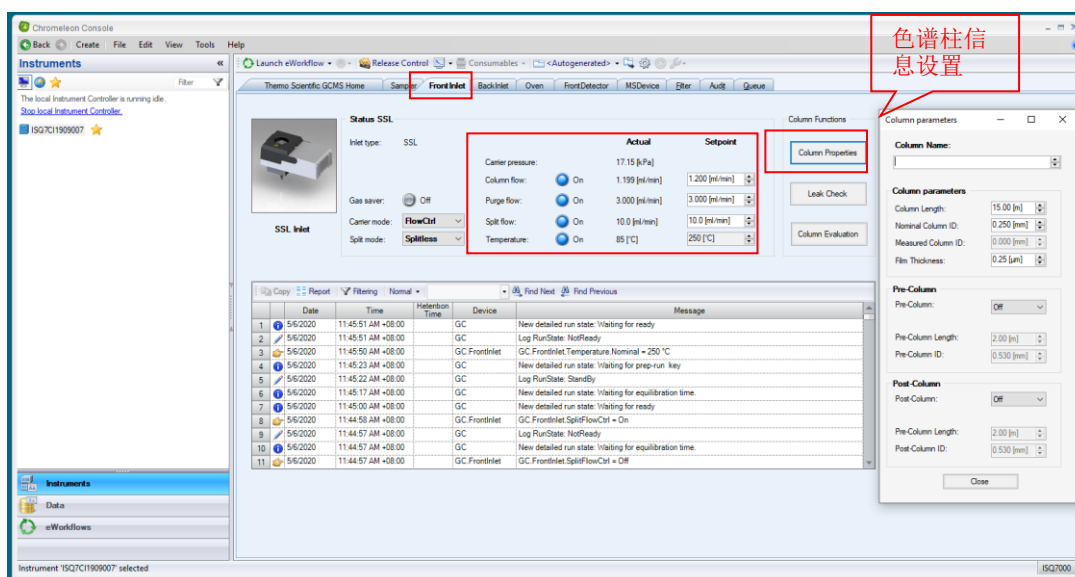 Chromeleon Console
Back Create File Edit View Tools Help
Instruments «
Launch eWorkflow Release Control Consumables <Autogenerated>
Filter
The local Instrument Controller is running idle.
Stop local Instrument Controller.
ISQ7CI1909007
Thermo Scientific GCMS Home Sampler FrontInlet BackInlet Oven FrontDetector MSDevice Filter Audit Queue
色谱柱信
息设置
Status SSL
Inlet type: SSL
Actual Setpoint
Carrier pressure: 17.15 [kPa]
Column flow: On 1.199 [ml/min] 1.200 [ml/min]
Gas saver: Off Purge flow: On 3.000 [ml/min] 3.000 [ml/min]
Carrier mode: FlowCtrl Split flow: On 10.0 [ml/min] 10.0 [ml/min]
Split mode: Splitless Temperature: On 85 [°C] 250 [°C]
SSL Inlet
Column Functions
Column Properties
Leak Check
Column Evaluation
Copy Report Filtering Normal Find Next Find Previous
Date Time Retention Time Device Message
1 5/6/2020 11:45:51 AM +08:00 GC New detailed run state: Waiting for ready
2 5/6/2020 11:45:51 AM +08:00 GC Log RunState: NotReady
3 5/6/2020 11:45:50 AM +08:00 GC.FrontInlet GC.FrontInlet.Temperature.Nominal = 250 °C
4 5/6/2020 11:45:23 AM +08:00 GC New detailed run state: Waiting for prep-run key
5 5/6/2020 11:45:22 AM +08:00 GC Log RunState: StandBy
6 5/6/2020 11:45:17 AM +08:00 GC New detailed run state: Waiting for equilibration time.
7 5/6/2020 11:45:00 AM +08:00 GC New detailed run state: Waiting for ready
8 5/6/2020 11:44:58 AM +08:00 GC.FrontInlet GC.FrontInlet.SplitFlowCtrl = On
9 5/6/2020 11:44:57 AM +08:00 GC Log RunState: NotReady
10 5/6/2020 11:44:57 AM +08:00 GC New detailed run state: Waiting for equilibration time.
11 5/6/2020 11:44:57 AM +08:00 GC.FrontInlet GC.FrontInlet.SplitFlowCtrl = Off
Column parameters
Column Name:
Column parameters
Column Length: 15.00 [m]
Nominal Column ID: 0.250 [mm]
Measured Column ID: 0.000 [mm]
Film Thickness: 0.25 [µm]
Pre-Column
Pre-Column: Off
Pre-Column Length: 2.00 [m]
Pre-Column ID: 0.530 [mm]
Post-Column
Post-Column: Off
Pre-Column Length: 2.00 [m]
Post-Column ID: 0.530 [mm]
Close
Instruments
Data
eWorkflows
Instrument 'ISQ7CI1909007' selected
ISQ7000